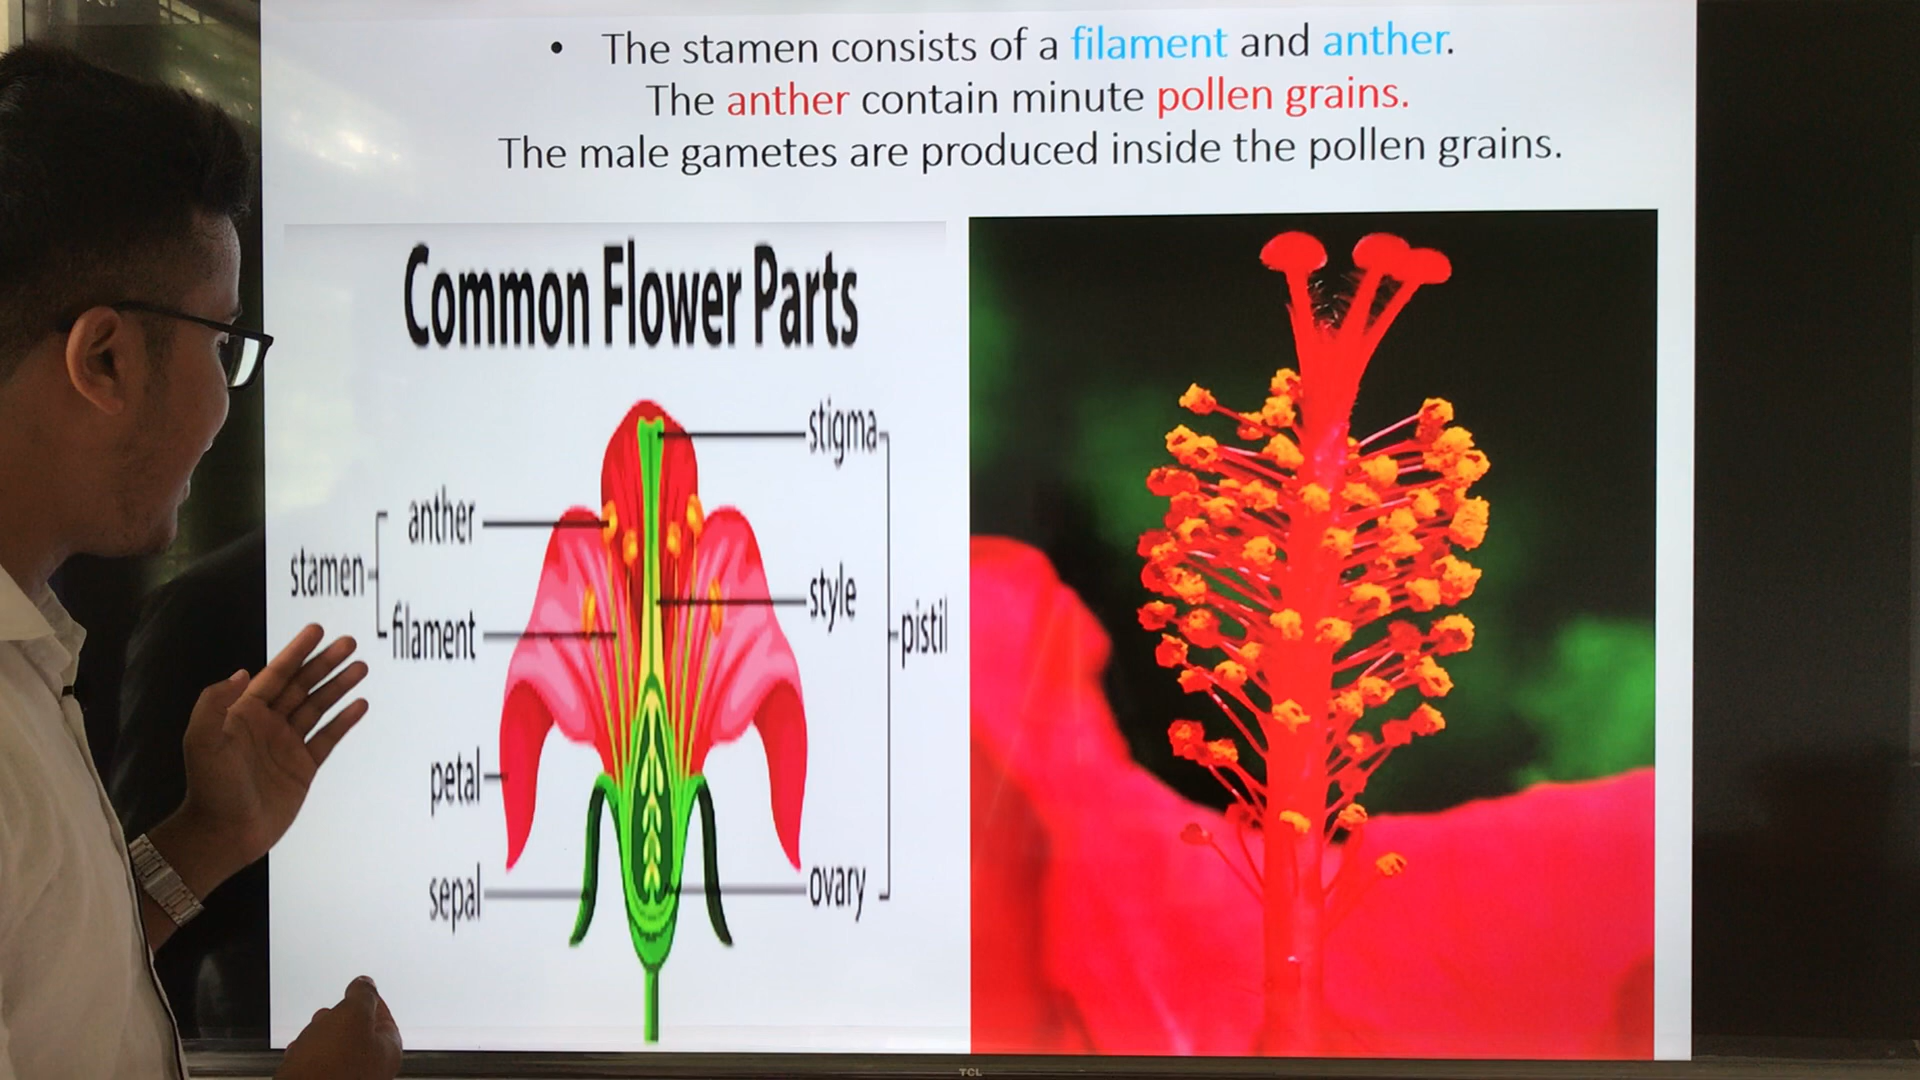 • The stamen consists of a filament and anther.
The anther contain minute pollen grains.
The male gametes are produced inside the pollen grains.
Common Flower Parts
stigma
anther
stamen
style
filament
pistil
petal
sepal
ovary
TCL